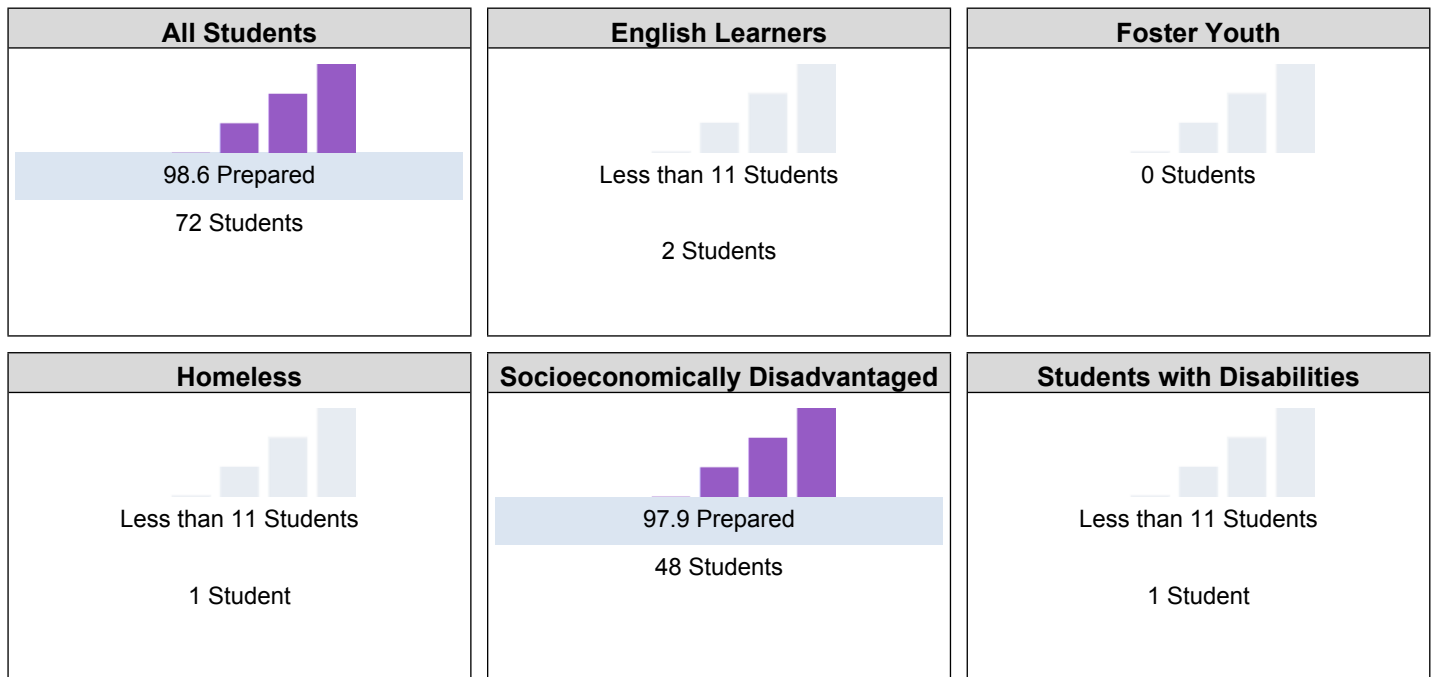 All Students
98.6 Prepared
72 Students
English Learners
Less than 11 Students
2 Students
Foster Youth
0 Students
Homeless
Less than 11 Students
1 Student
Socioeconomically Disadvantaged
97.9 Prepared
48 Students
Students with Disabilities
Less than 11 Students
1 Student